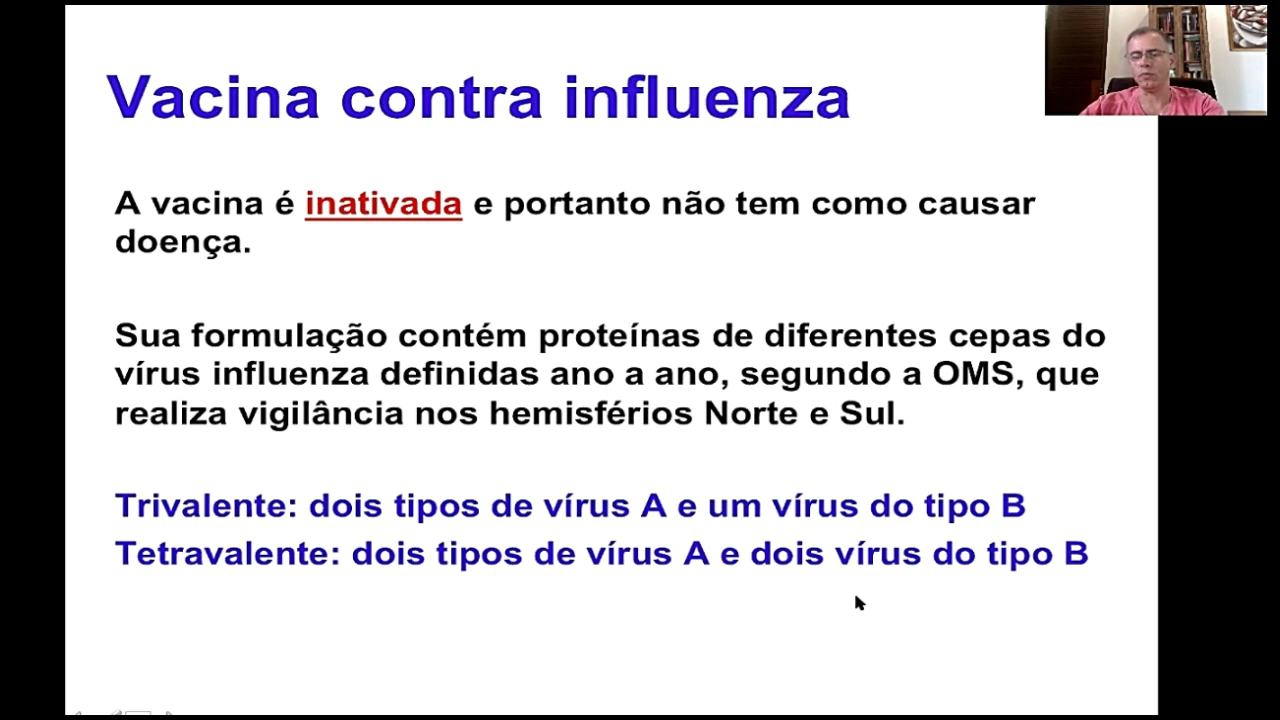 Vacina contra influenza
A vacina é inativada e portanto não tem como causar
doença.
Sua formulação contém proteínas de diferentes cepas do
vírus influenza definidas ano a ano, segundo a OMS, que
realiza vigilância nos hemisférios Norte e Sul.
Trivalente: dois tipos de vírus A e um vírus do tipo B
Tetravalente: dois tipos de vírus A e dois vírus do tipo B